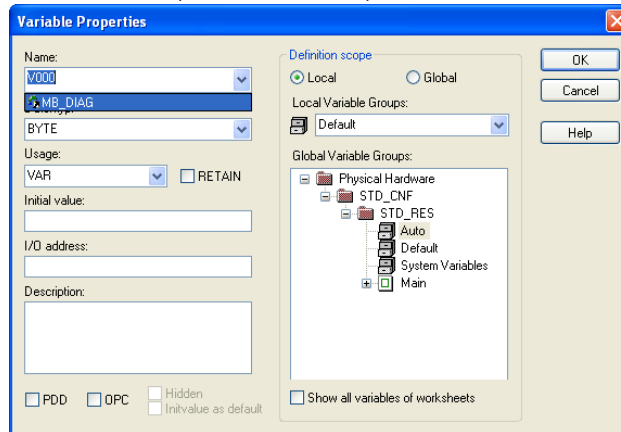 Variable Properties
Name:
V000
MB_DIAG
BYTE
Usage:
VAR
RETAIN
Initial value:
I/O address:
Description:
PDD
OPC
Hidden
Initvalue as default
Definition scope
Local
Global
Local Variable Groups:
Default
Global Variable Groups:
Physical Hardware
STD_CNF
STD_RES
Auto
Default
System Variables
Main
Show all variables of worksheets
OK
Cancel
Help